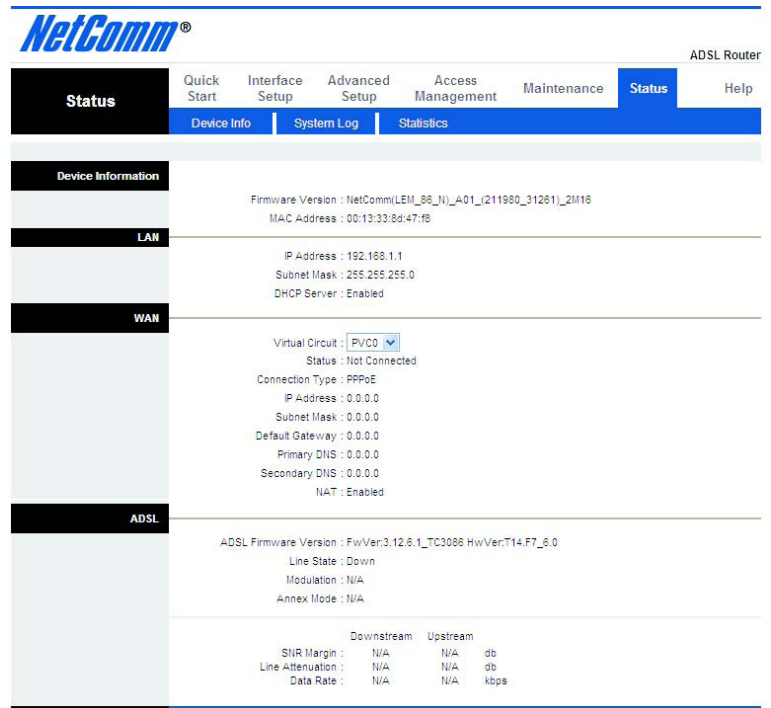 NetComm®
ADSL Router
Status
Quick Start
Interface Setup
Advanced Setup
Access Management
Maintenance
Status
Help
Device Info
System Log
Statistics
Device Information
Firmware Version : NetComm(LEM_86_N)_A01_(211980_31261)_2M16
MAC Address : 00:13:33:8d:47:f8
LAN
IP Address : 192.168.1.1
Subnet Mask : 255.255.255.0
DHCP Server : Enabled
WAN
Virtual Circuit : PVC0
Status : Not Connected
Connection Type : PPPoE
IP Address : 0.0.0.0
Subnet Mask : 0.0.0.0
Default Gateway : 0.0.0.0
Primary DNS : 0.0.0.0
Secondary DNS : 0.0.0.0
NAT : Enabled
ADSL
ADSL Firmware Version : FwVer:3.12.6.1_TC3086 HwVer:T14.F7_6.0
Line State : Down
Modulation : N/A
Annex Mode : N/A
Downstream Upstream
SNR Margin : N/A N/A db
Line Attenuation : N/A N/A db
Data Rate : N/A N/A kbps